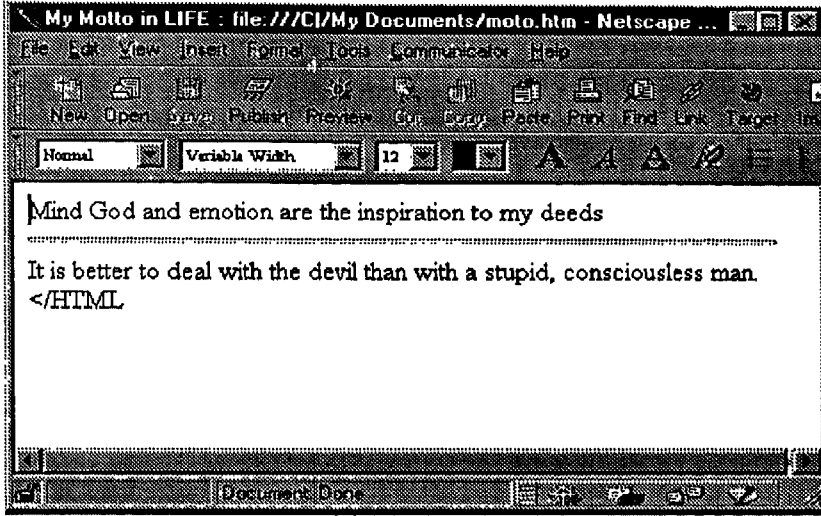 My Motto in LIFE : file:///C|/My Documents/moto.htm - Netscape ...
File Edit View Insert Format Tools Communicator Help
New Open Save Publish Preview Cut Copy Paste Print Find Link Target
Normal Variable Width 12
Mind God and emotion are the inspiration to my deeds
It is better to deal with the devil than with a stupid, consciousless man.
</HTML
Document: Done